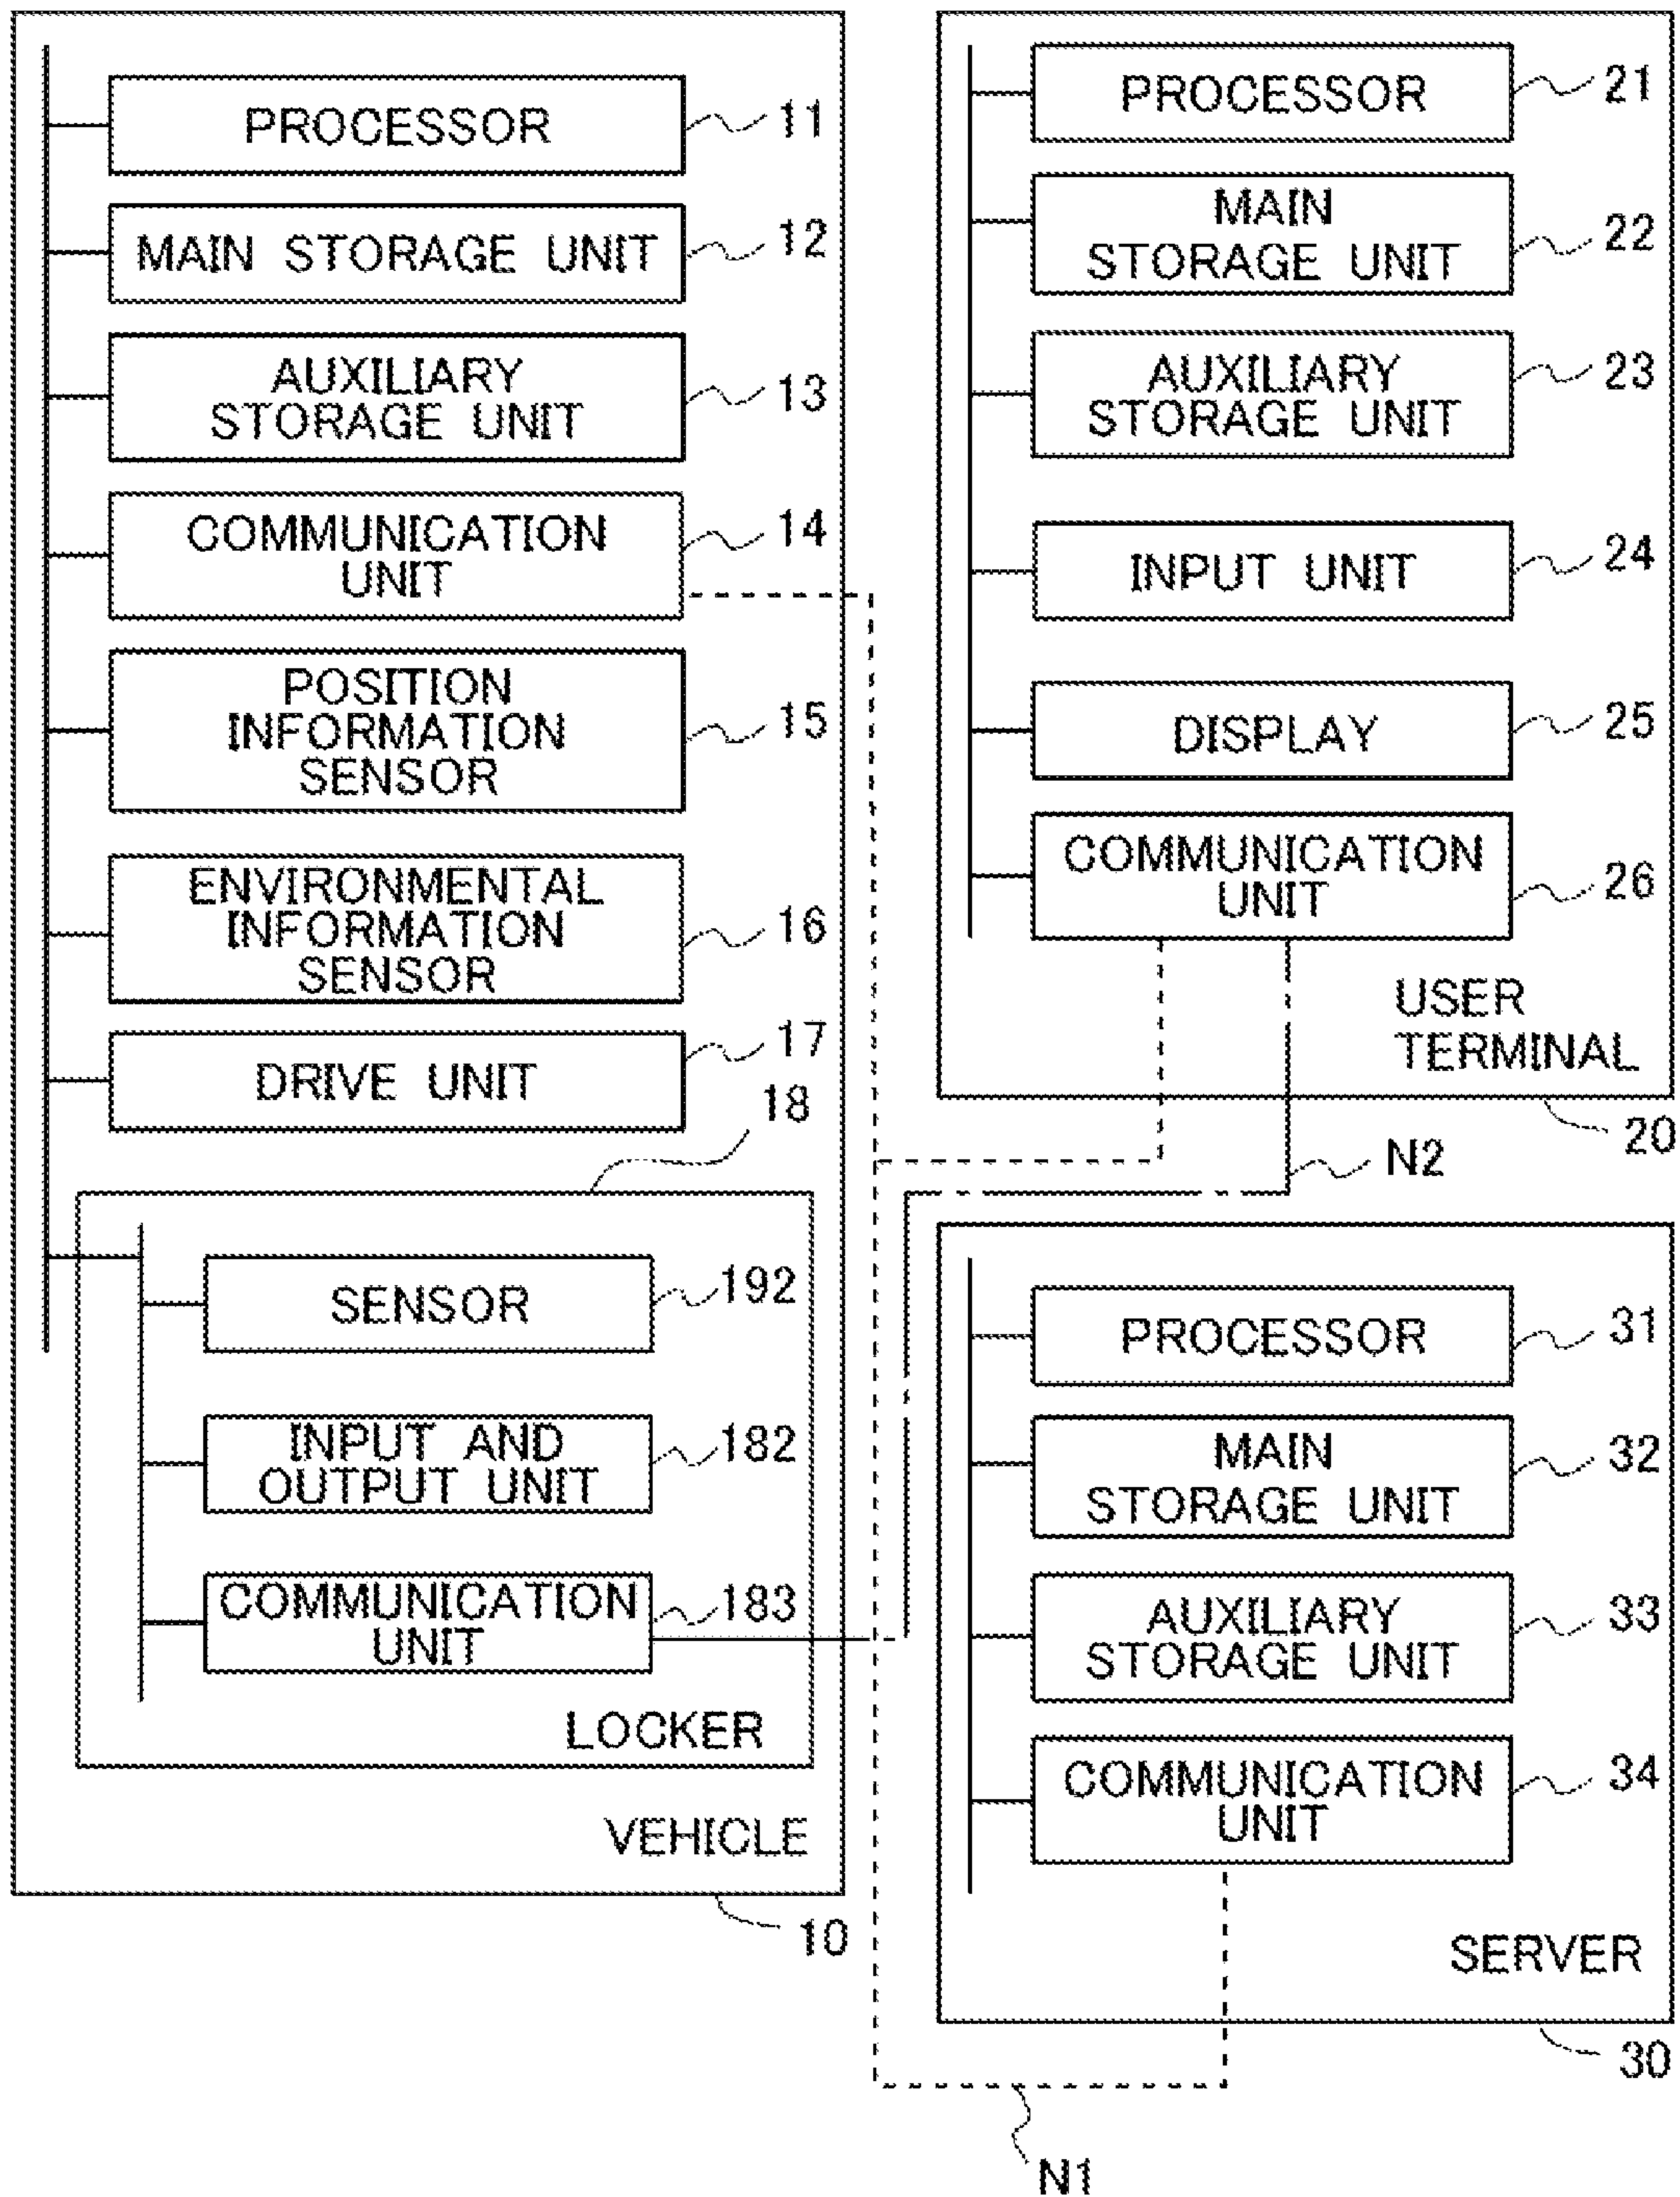 PROCESSOR
11
MAIN STORAGE UNIT
12
AUXILIARY
STORAGE UNIT
13
COMMUNICATION
UNIT
14
POSITION
INFORMATION
SENSOR
15
ENVIRONMENTAL
INFORMATION
SENSOR
16
DRIVE UNIT
17
18
SENSOR
192
INPUT AND
OUTPUT UNIT
182
COMMUNICATION
UNIT
183
LOCKER
VEHICLE
10
PROCESSOR
21
MAIN
STORAGE UNIT
22
AUXILIARY
STORAGE UNIT
23
INPUT UNIT
24
DISPLAY
25
COMMUNICATION
UNIT
26
USER
TERMINAL
20
N2
PROCESSOR
31
MAIN
STORAGE UNIT
32
AUXILIARY
STORAGE UNIT
33
COMMUNICATION
UNIT
34
SERVER
30
N1